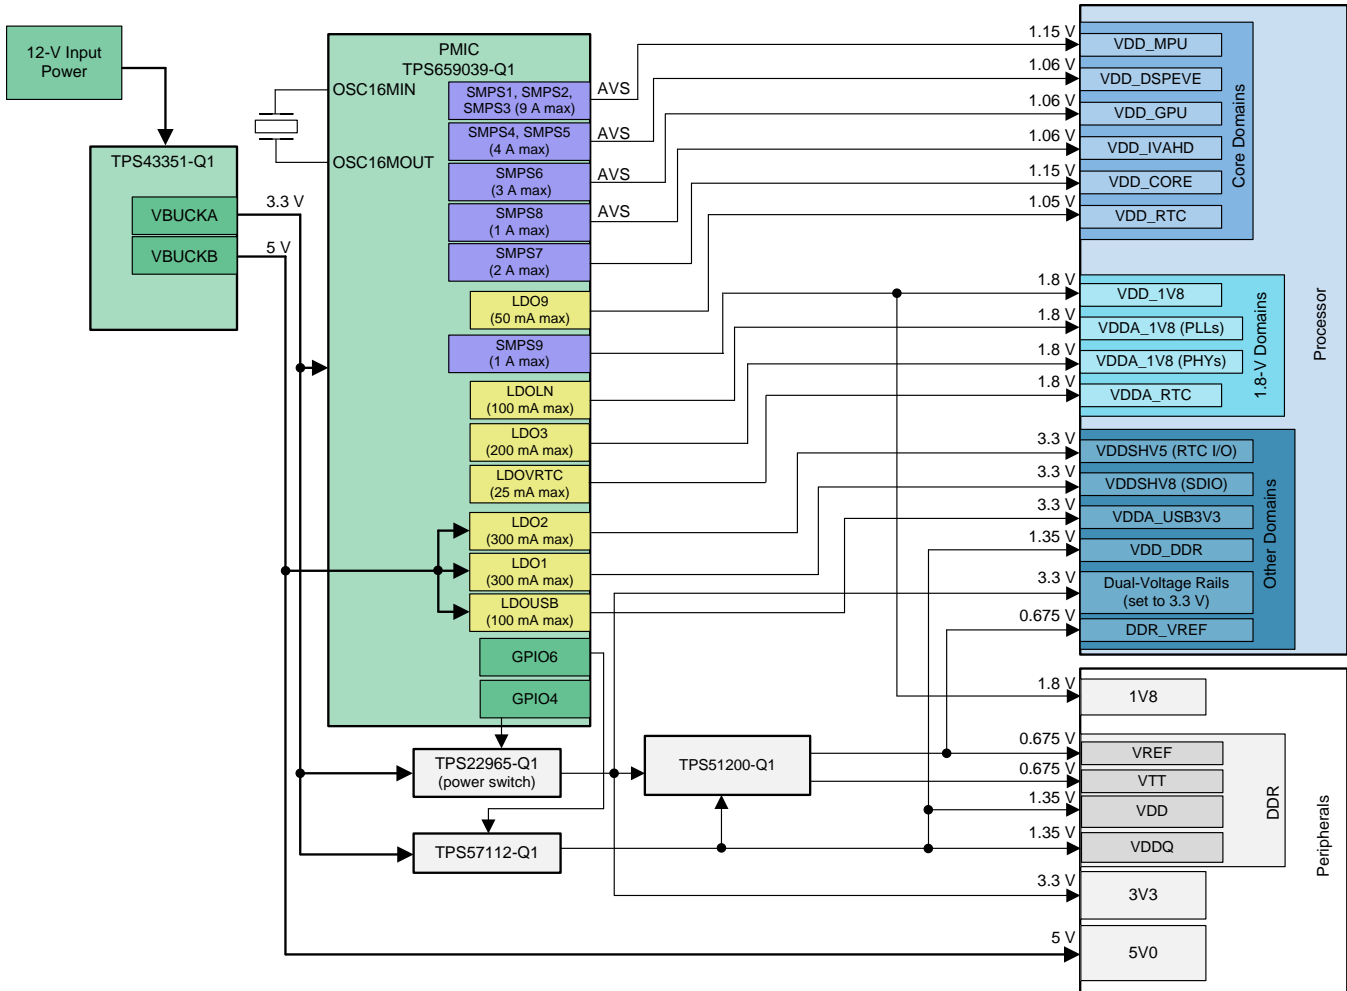 12-V Input
Power
TPS43351-Q1
VBUCKA
VBUCKB
3.3 V
5 V
PMIC
TPS659039-Q1
OSC16MIN
OSC16MOUT
SMPS1, SMPS2,
SMPS3 (9 A max)
SMPS4, SMPS5
(4 A max)
SMPS6
(3 A max)
SMPS8
(1 A max)
SMPS7
(2 A max)
LDO9
(50 mA max)
SMPS9
(1 A max)
LDOLN
(100 mA max)
LDO3
(200 mA max)
LDOVRTC
(25 mA max)
LDO2
(300 mA max)
LDO1
(300 mA max)
LDOUSB
(100 mA max)
GPIO6
GPIO4
AVS
AVS
AVS
AVS
TPS22965-Q1
(power switch)
TPS57112-Q1
TPS51200-Q1
1.15 V
VDD_MPU
1.06 V
VDD_DSPEVE
1.06 V
VDD_GPU
1.06 V
VDD_IVAHD
1.15 V
VDD_CORE
1.05 V
VDD_RTC
Core Domains
1.8 V
VDD_1V8
1.8 V
VDDA_1V8 (PLLs)
1.8 V
VDDA_1V8 (PHYs)
1.8 V
VDDA_RTC
1.8-V Domains
3.3 V
VDDSHV5 (RTC I/O)
3.3 V
VDDSHV8 (SDIO)
3.3 V
VDDA_USB3V3
1.35 V
VDD_DDR
3.3 V
Dual-Voltage Rails
(set to 3.3 V)
0.675 V
DDR_VREF
Other Domains
Processor
1.8 V
1V8
0.675 V
VREF
0.675 V
VTT
1.35 V
VDD
1.35 V
VDDQ
DDR
3.3 V
3V3
5 V
5V0
Peripherals